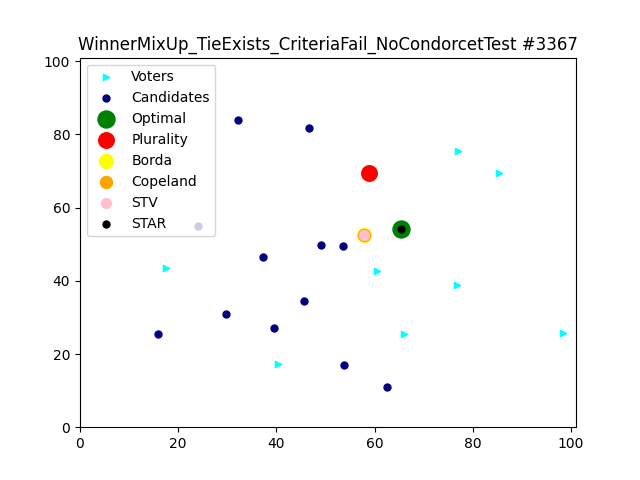 WinnerMixUp_TieExists_CriteriaFail_NoCondorcetTest #3367
Voters
Candidates
Optimal
Plurality
Borda
Copeland
STV
STAR
100
80
60
40
20
0
0 20 40 60 80 100